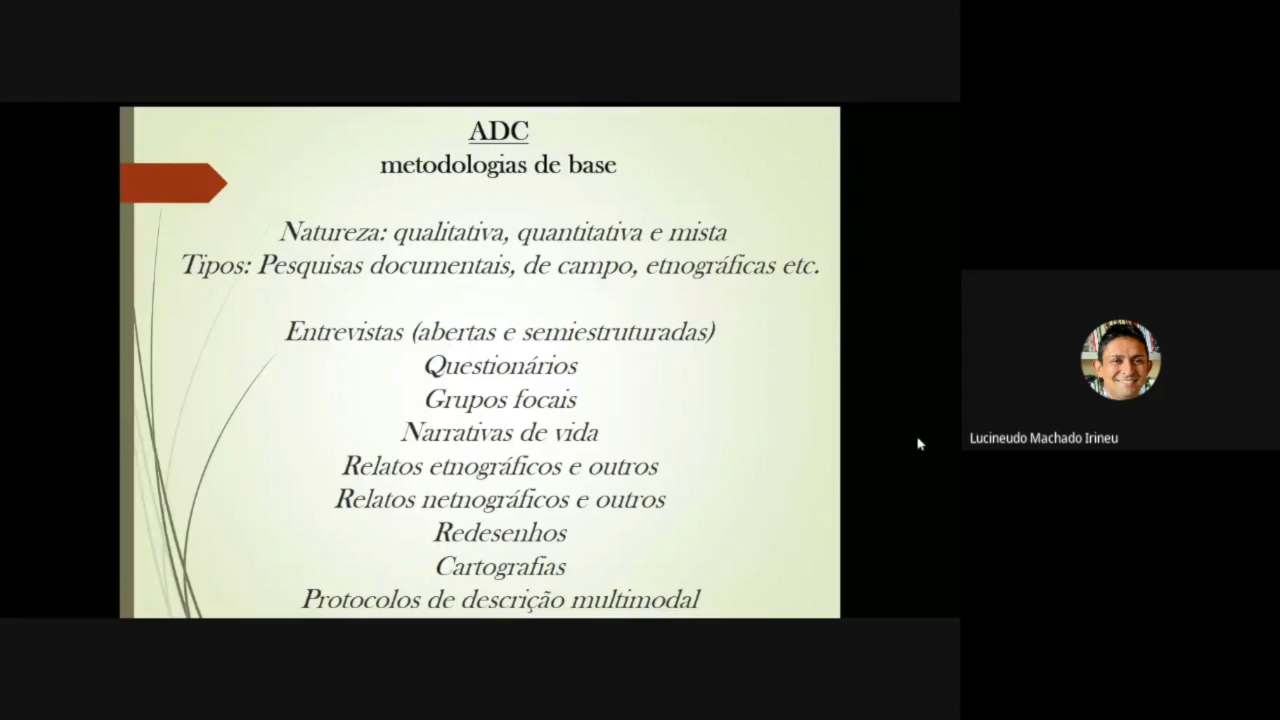 ADC
metodologias de base
Natureza: qualitativa, quantitativa e mista
Tipos: Pesquisas documentais, de campo, etnográficas etc.
Entrevistas (abertas e semiestruturadas)
Questionários
Grupos focais
Narrativas de vida
Relatos etnográficos e outros
Relatos netnográficos e outros
Redesenhos
Cartografias
Protocolos de descrição multimodal
Lucineudo Machado Irineu